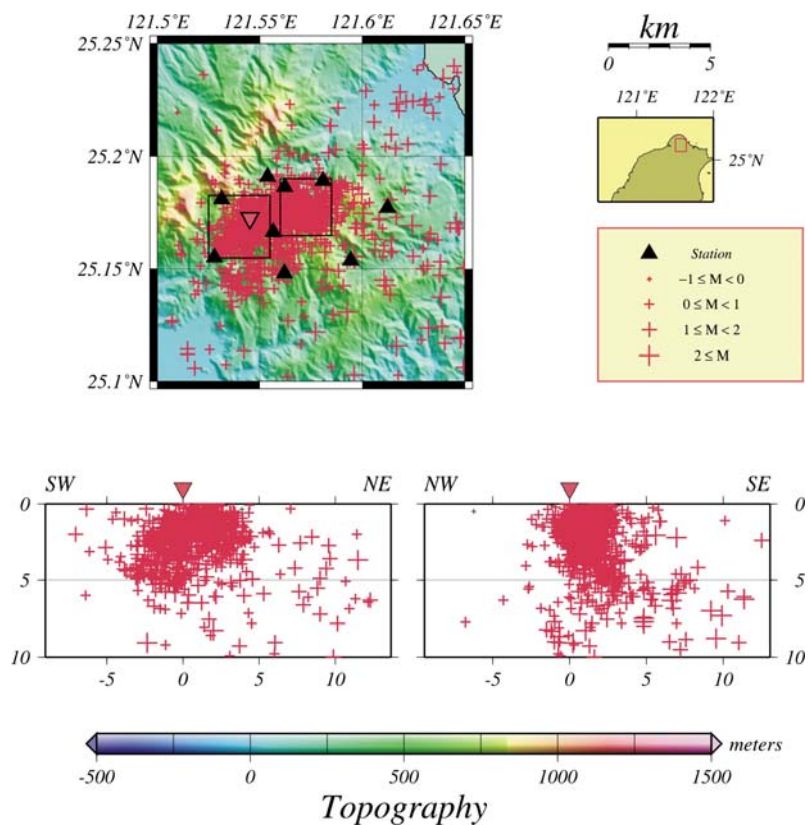 121.5°E 121.55°E 121.6°E 121.65°E
25.25°N
25.2°N
25.15°N
25.1°N
km
0 5
121°E 122°E
25°N
Station
−1 ≤ M < 0
0 ≤ M < 1
1 ≤ M < 2
2 ≤ M
SW NE
0
5
10
-5 0 5 10
NW SE
0
5
10
-5 0 5 10
-500 0 500 1000 1500
meters
Topography